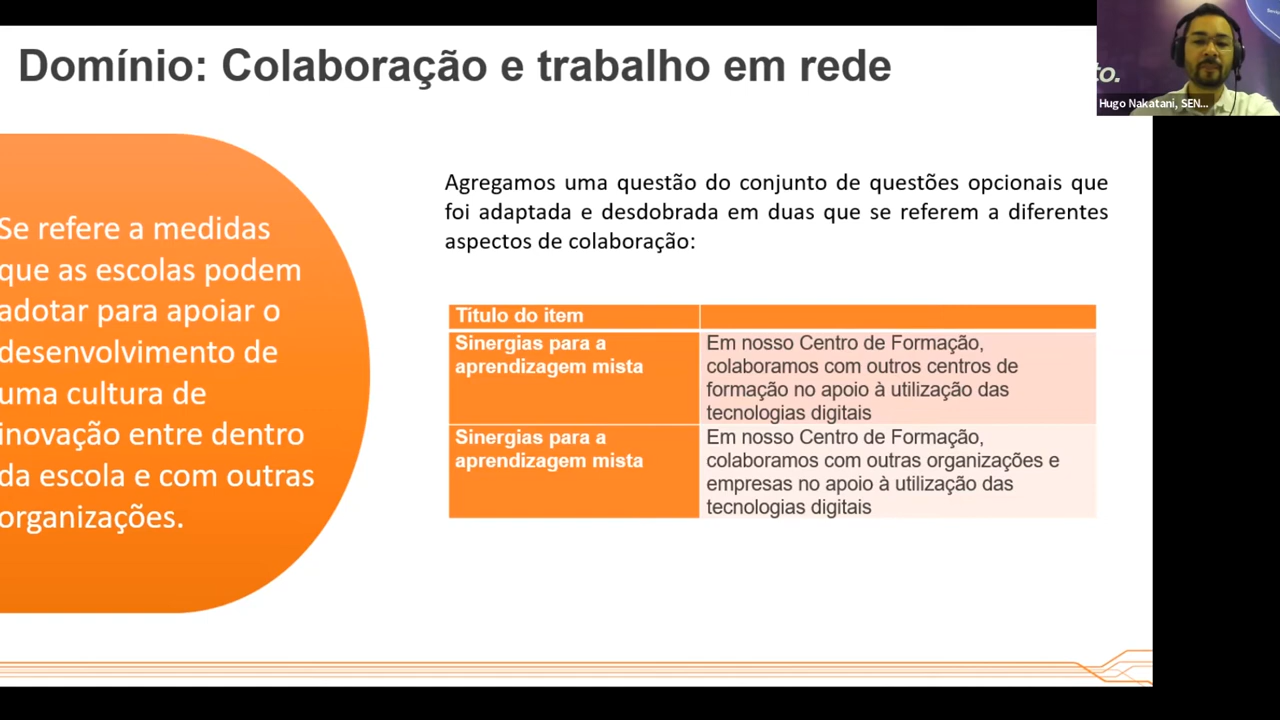 Domínio: Colaboração e trabalho em rede
to.
Hugo Nakatani, SEN...
Se refere a medidas
que as escolas podem
adotar para apoiar o
desenvolvimento de
uma cultura de
inovação entre dentro
da escola e com outras
organizações.
Agregamos uma questão do conjunto de questões opcionais que
foi adaptada e desdobrada em duas que se referem a diferentes
aspectos de colaboração:
Título do item
Sinergias para a
aprendizagem mista
Em nosso Centro de Formação,
colaboramos com outros centros de
formação no apoio à utilização das
tecnologias digitais
Sinergias para a
aprendizagem mista
Em nosso Centro de Formação,
colaboramos com outras organizações e
empresas no apoio à utilização das
tecnologias digitais